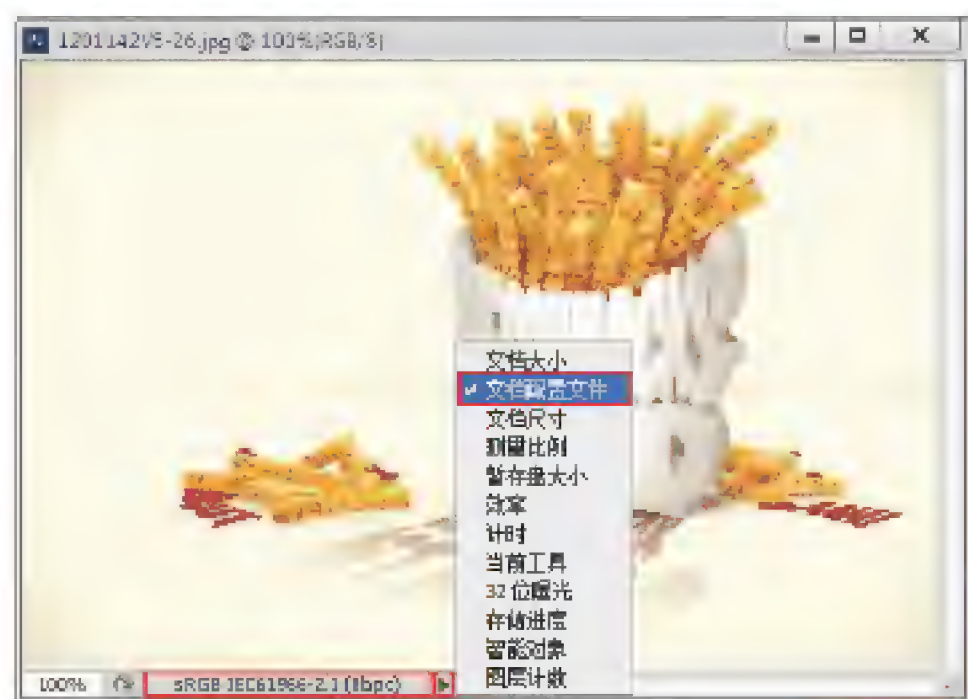 1201142V5-26.jpg @ 100%(RGB/8)
文档大小
文档配置文件
文档尺寸
测量比例
暂存盘大小
效率
计时
当前工具
32 位曝光
存储进度
智能对象
图层计数
100%
sRGB IEC61966-2.1 (8bpc)